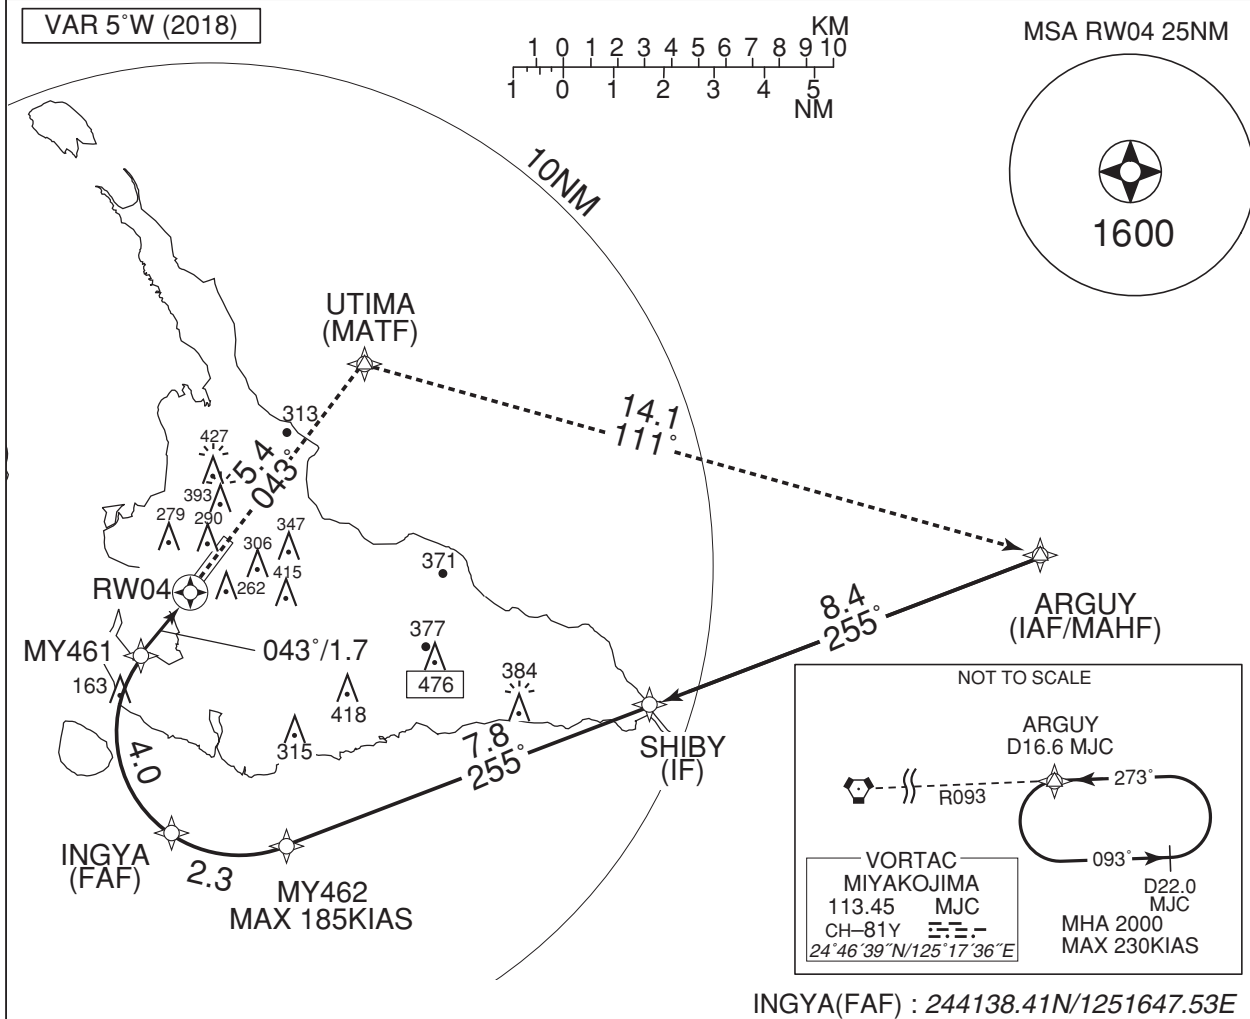 VAR 5°W (2018)
KM
1 0 1 2 3 4 5 6 7 8 9 10
1 0 1 2 3 4 5
NM
MSA RW04 25NM
1600
10NM
UTIMA
(MATF)
14.1
111°
313
427
5.4
043°
393
279
290
347
306
371
262
415
RW04
8.4
255°
ARGUY
(IAF/MAHF)
MY461
043°/1.7
377
163
476
384
418
315
7.8
255°
SHIBY
(IF)
4.0
INGYA
(FAF)
2.3
MY462
MAX 185KIAS
NOT TO SCALE
ARGUY
D16.6 MJC
R093
273°
093°
D22.0
MJC
VORTAC
MIYAKOJIMA
113.45 MJC
CH–81Y
24°46´39˝N/125°17´36˝E
MHA 2000
MAX 230KIAS
INGYA(FAF) : 244138.41N/1251647.53E